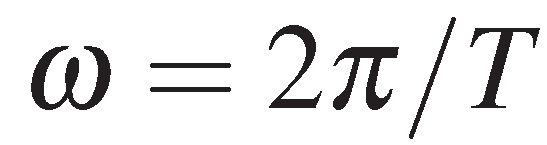 ω = 2π/T